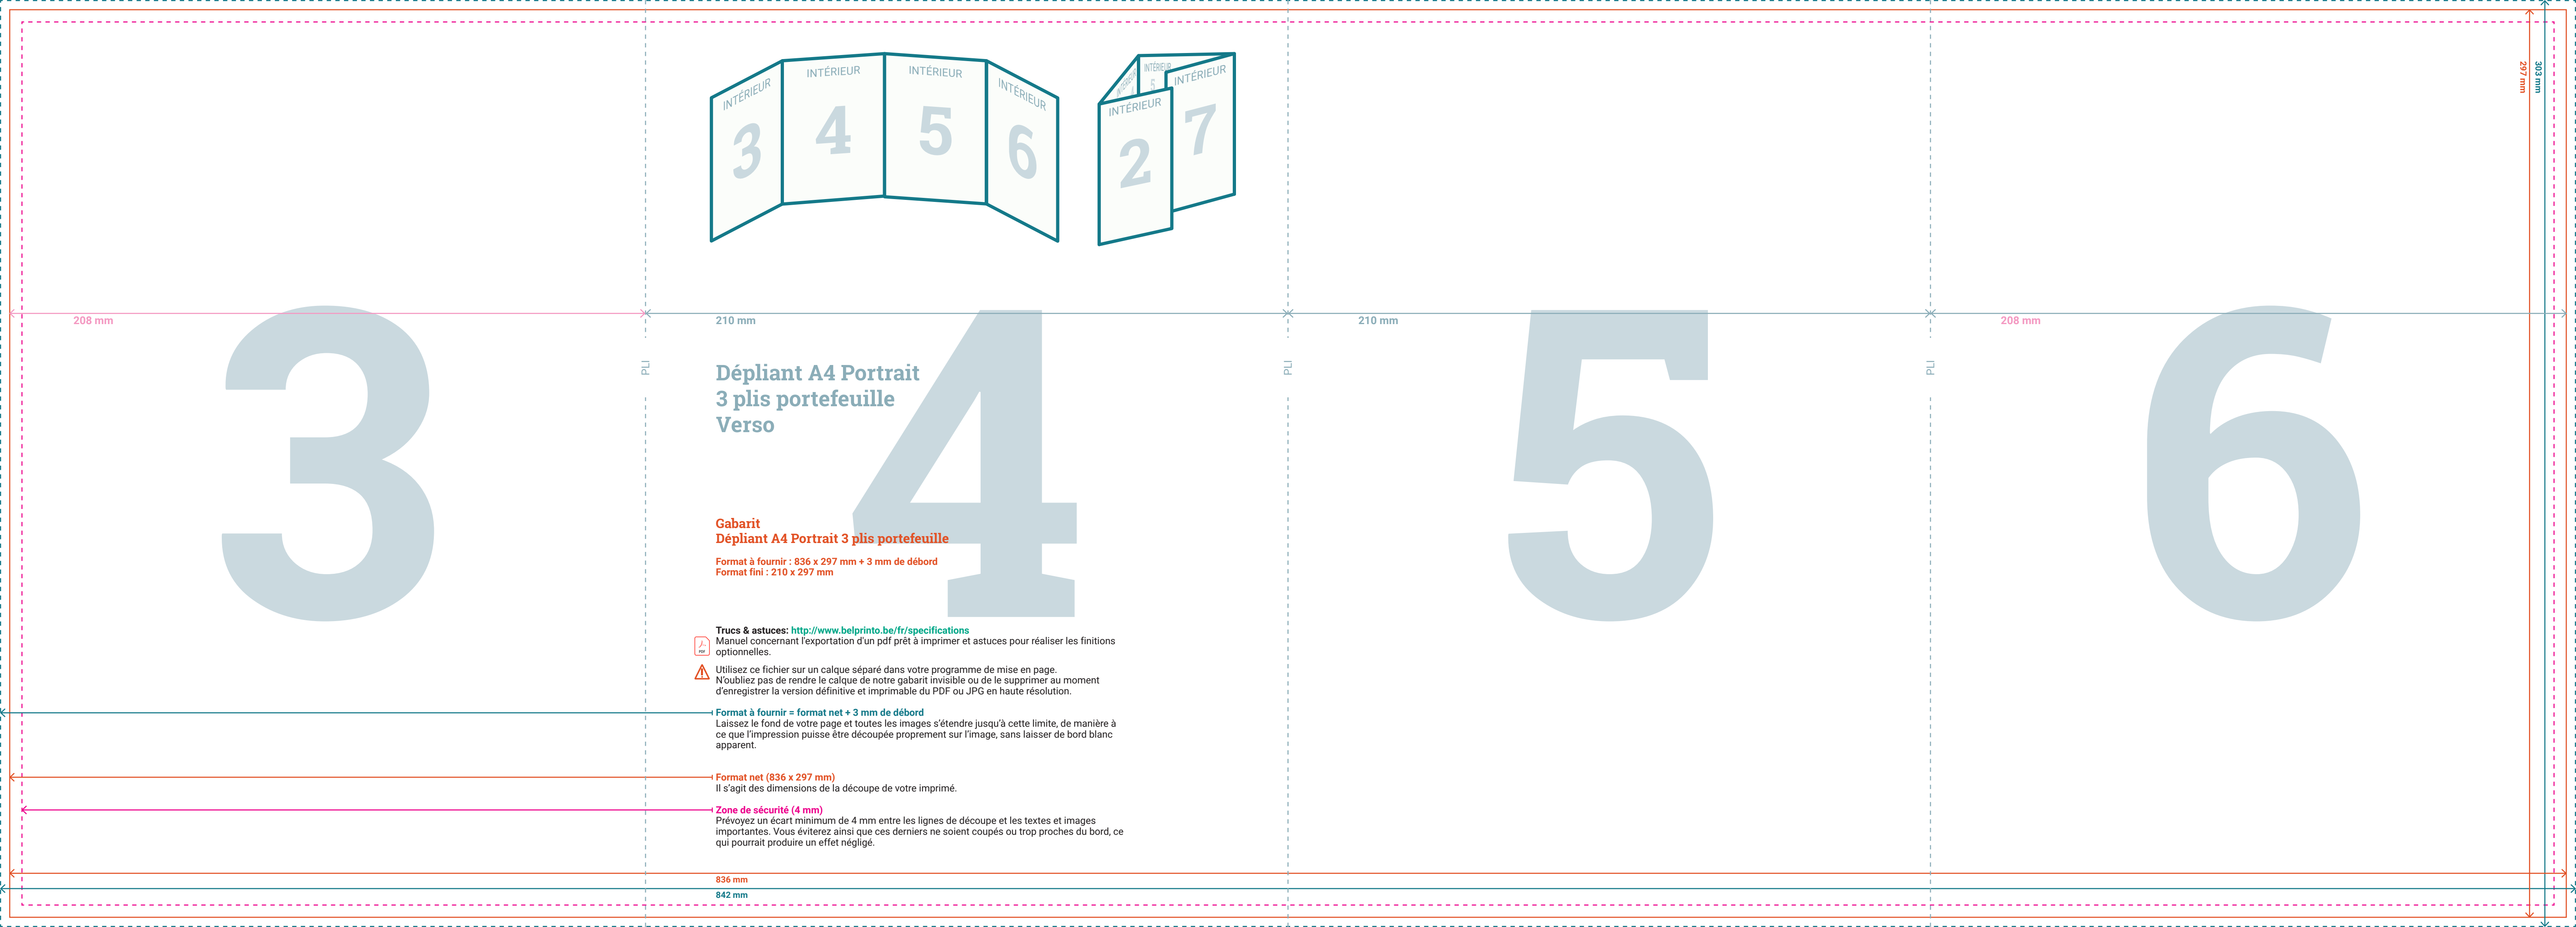 INTÉRIEUR
3
INTÉRIEUR
4
INTÉRIEUR
5
INTÉRIEUR
6
INTÉRIEUR
INTÉRIEUR
5
INTÉRIEUR
7
INTÉRIEUR
2
297 mm
303 mm
208 mm
210 mm
210 mm
208 mm
3
4
5
6
PLI
PLI
PLI
Dépliant A4 Portrait
3 plis portefeuille
Verso
Gabarit
Dépliant A4 Portrait 3 plis portefeuille
Format à fournir : 836 x 297 mm + 3 mm de débord
Format fini : 210 x 297 mm
Trucs & astuces: http://www.belprinto.be/fr/specifications
PDF
Manuel concernant l'exportation d'un pdf prêt à imprimer et astuces pour réaliser les finitions
optionnelles.
Utilisez ce fichier sur un calque séparé dans votre programme de mise en page.
N’oubliez pas de rendre le calque de notre gabarit invisible ou de le supprimer au moment
d’enregistrer la version définitive et imprimable du PDF ou JPG en haute résolution.
Format à fournir = format net + 3 mm de débord
Laissez le fond de votre page et toutes les images s’étendre jusqu’à cette limite, de manière à
ce que l’impression puisse être découpée proprement sur l’image, sans laisser de bord blanc
apparent.
Format net (836 x 297 mm)
Il s’agit des dimensions de la découpe de votre imprimé.
Zone de sécurité (4 mm)
Prévoyez un écart minimum de 4 mm entre les lignes de découpe et les textes et images
importantes. Vous éviterez ainsi que ces derniers ne soient coupés ou trop proches du bord, ce
qui pourrait produire un effet négligé.
836 mm
842 mm